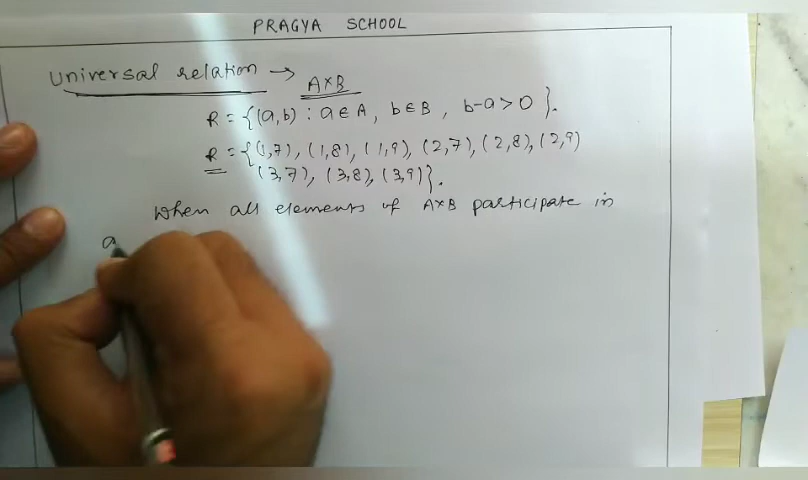 PRAGYA SCHOOL
Universal relation → A×B
R = {(a,b) : a ∈ A, b ∈ B, b-a > 0}.
R = {(1,7), (1,8), (1,9), (2,7), (2,8), (2,9)
(3,7), (3,8), (3,9)}.
When all elements of A×B participate in
a